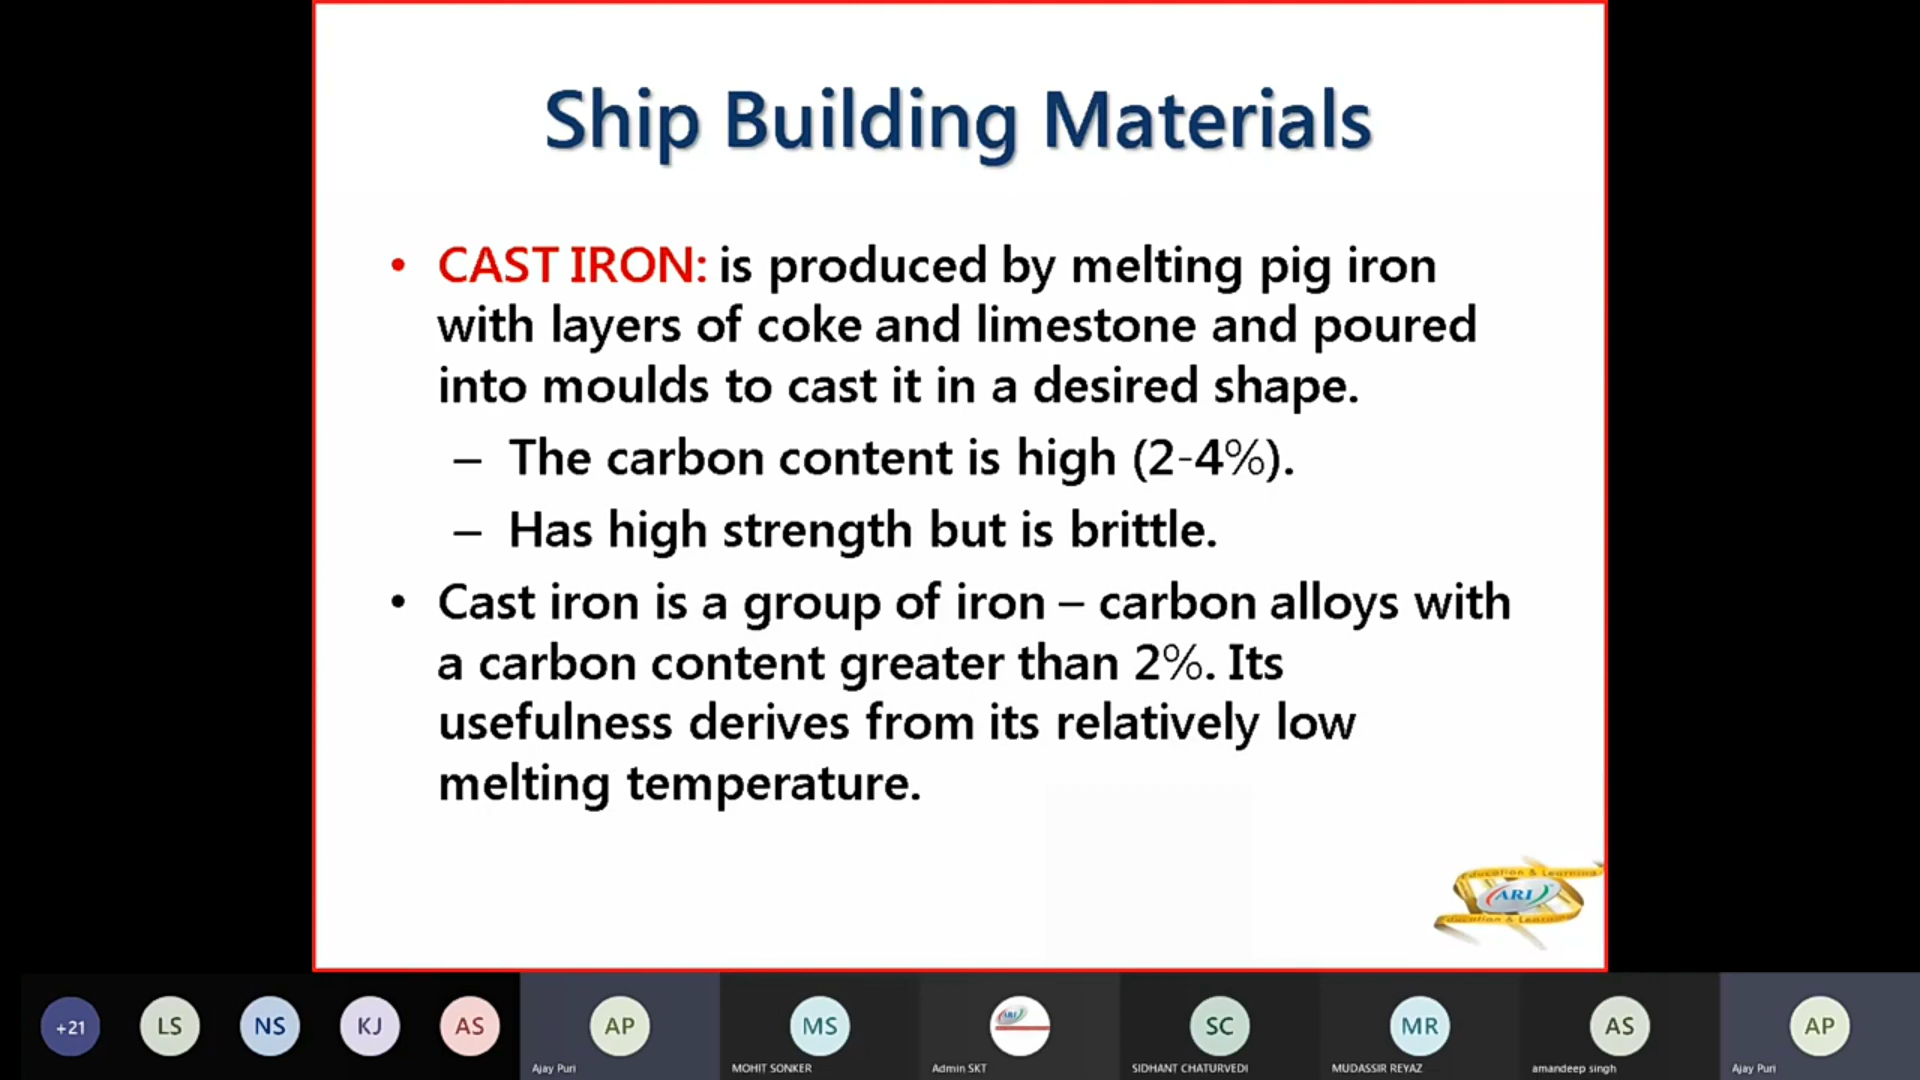 Ship Building Materials
• CAST IRON: is produced by melting pig iron
with layers of coke and limestone and poured
into moulds to cast it in a desired shape.
– The carbon content is high (2-4%).
– Has high strength but is brittle.
• Cast iron is a group of iron – carbon alloys with
a carbon content greater than 2%. Its
usefulness derives from its relatively low
melting temperature.
Education & Learning
ARI
Education & Learning
+21
LS
NS
KJ
AS
AP
Ajay Puri
MS
MOHIT SONKER
Admin SKT
SC
SIDHANT CHATURVEDI
MR
MUDASSIR REYAZ
AS
amandeep singh
AP
Ajay Puri